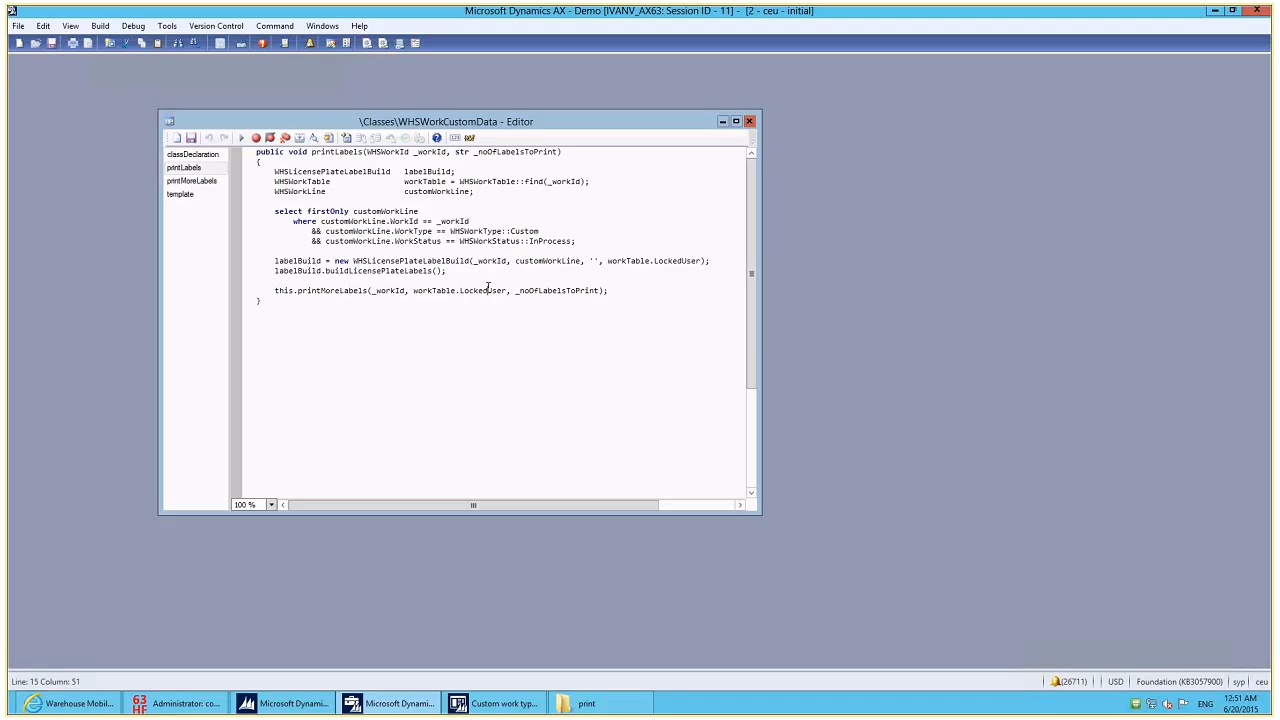 Microsoft Dynamics AX - Demo [IVANV_AX63: Session ID - 11] - [2 - ceu - initial]
File Edit View Build Debug Tools Version Control Command Windows Help
\Classes\WHSWorkCustomData - Editor
classDeclaration
printLabels
printMoreLabels
template
public void printLabels(WHSWorkId _workId, str _noOfLabelsToPrint)
{
WHSLicensePlateLabelBuild labelBuild;
WHSWorkTable workTable = WHSWorkTable::find(_workId);
WHSWorkLine customWorkLine;
select firstOnly customWorkLine
where customWorkLine.WorkId == _workId
&& customWorkLine.WorkType == WHSWorkType::Custom
&& customWorkLine.WorkStatus == WHSWorkStatus::InProcess;
labelBuild = new WHSLicensePlateLabelBuild(_workId, customWorkLine, '', workTable.LockedUser);
labelBuild.buildLicensePlateLabels();
this.printMoreLabels(_workId, workTable.LockedUser, _noOfLabelsToPrint);
}
100 %
Line: 15 Column: 51
(26711) USD Foundation (KB3057900) syp ceu
Warehouse Mobil... 63 HF Administrator: co... Microsoft Dynami... Microsoft Dynami... Custom work typ... print ENG 12:51 AM
6/20/2015